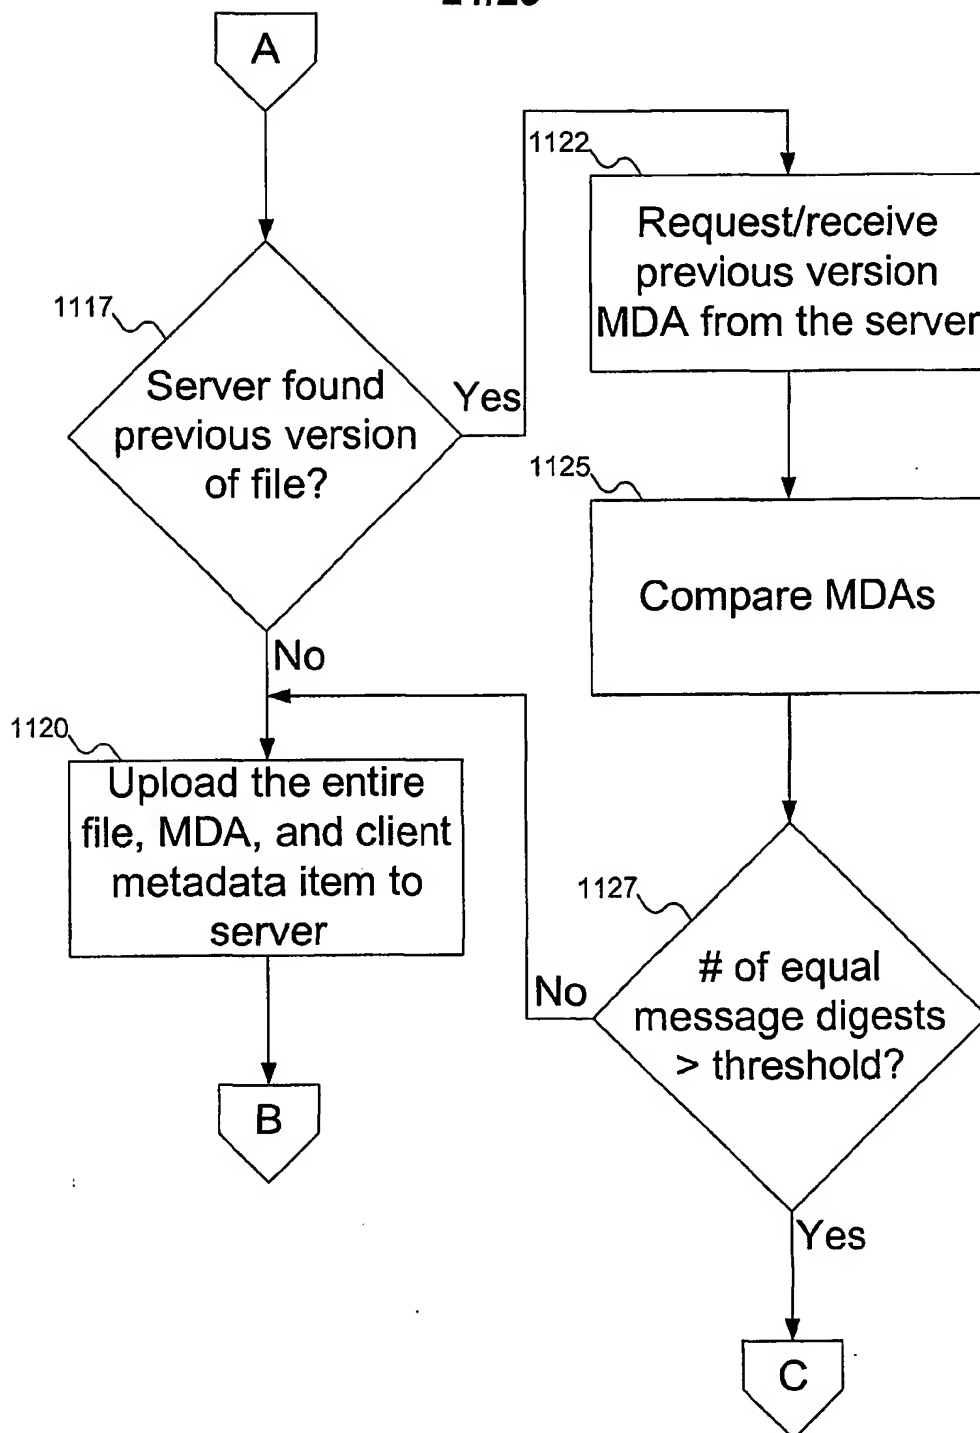 A
1122
Request/receive
previous version
MDA from the server
1117
Server found
previous version
of file?
Yes
1125
Compare MDAs
No
1120
Upload the entire
file, MDA, and client
metadata item to
server
1127
# of equal
message digests
> threshold?
No
B
Yes
C